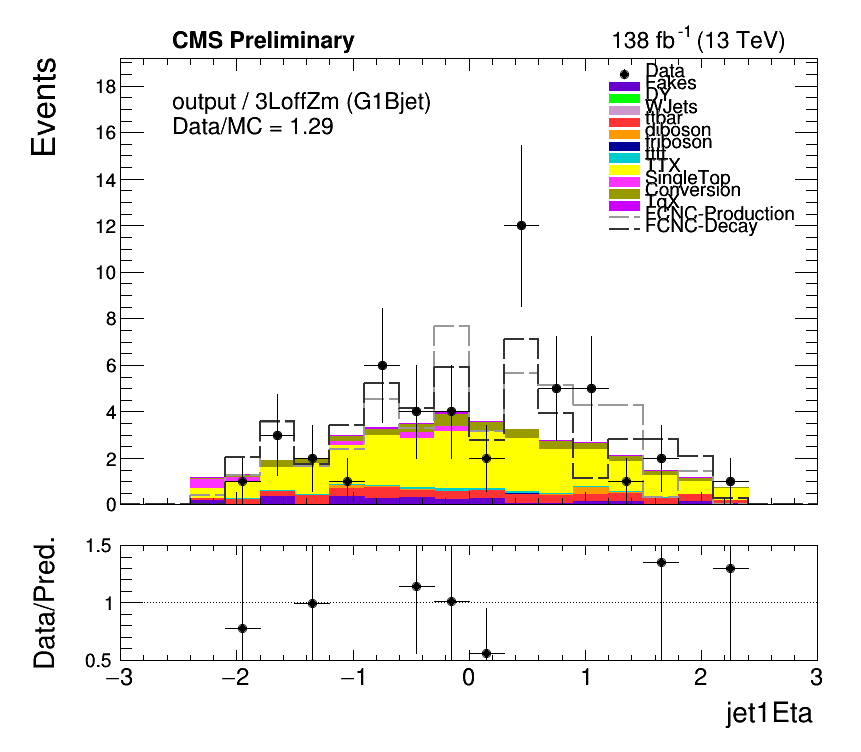 CMS Preliminary
138 fb-1 (13 TeV)
Events
output / 3LoffZm (G1Bjet)
Data/MC = 1.29
Data
Fakes
DY
WJets
ttbar
diboson
triboson
tttt
TTX
SingleTop
Conversion
TqX
FCNC-Production
FCNC-Decay
18
16
14
12
10
8
6
4
2
0
Data/Pred.
1.5
1
0.5
−3
−2
−1
0
1
2
3
jet1Eta